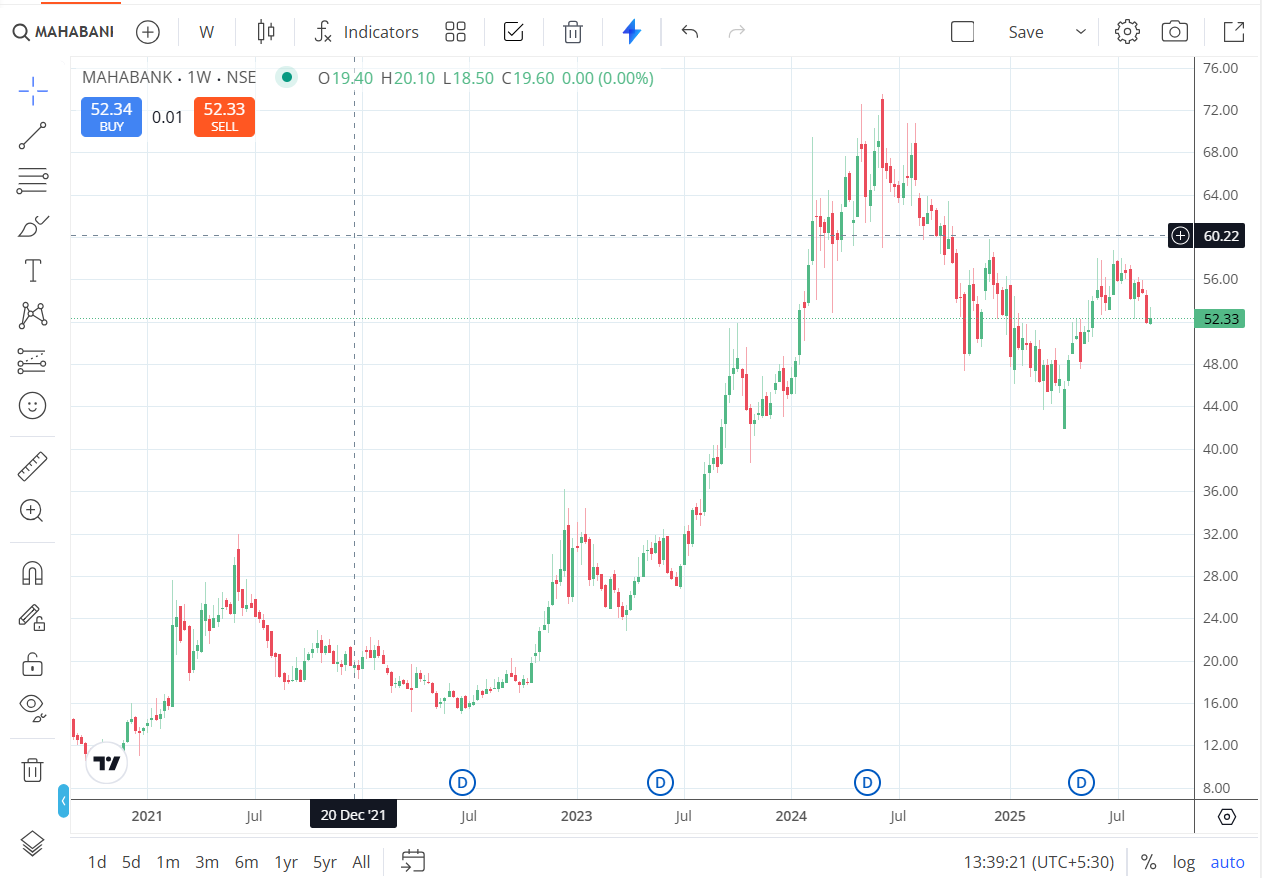 MAHABANI W Indicators Save
MAHABANK · 1W · NSE O19.40 H20.10 L18.50 C19.60 0.00 (0.00%)
52.34 0.01 52.33
BUY SELL
76.00
72.00
68.00
64.00
60.22
56.00
52.33
48.00
44.00
40.00
36.00
32.00
28.00
24.00
20.00
16.00
12.00
8.00
D D D D
2021 Jul 20 Dec '21 Jul 2023 Jul 2024 Jul 2025 Jul
1d 5d 1m 3m 6m 1yr 5yr All 13:39:21 (UTC+5:30) % log auto